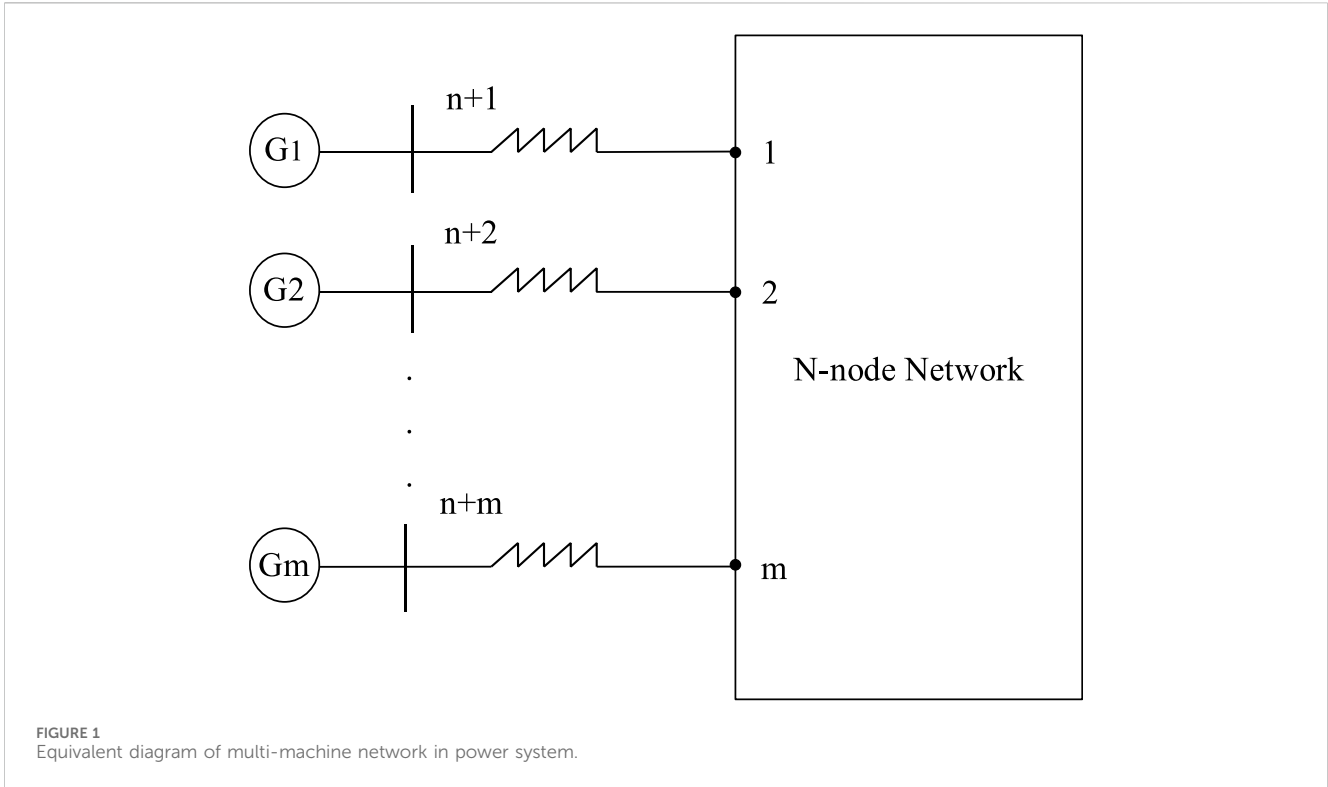 n+1
G1
1
n+2
G2
2
N-node Network
.
.
.
n+m
Gm
m
FIGURE 1
Equivalent diagram of multi-machine network in power system.